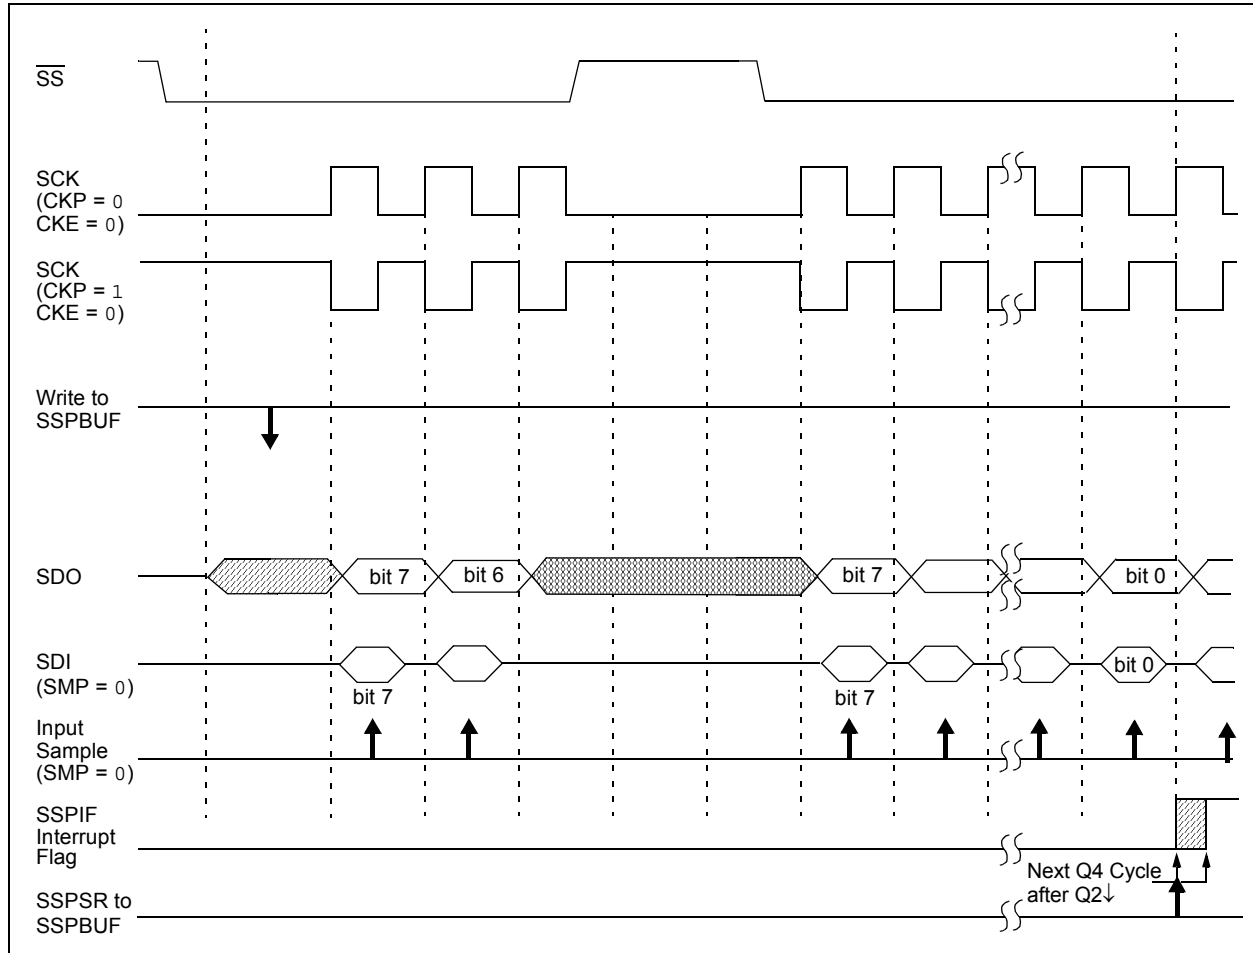 SS
SCK
(CKP = 0
CKE = 0)
SCK
(CKP = 1
CKE = 0)
Write to
SSPBUF
SDO
bit 7
bit 6
bit 7
bit 0
SDI
(SMP = 0)
bit 7
bit 7
bit 0
Input
Sample
(SMP = 0)
SSPIF
Interrupt
Flag
Next Q4 Cycle
after Q2↓
SSPSR to
SSPBUF